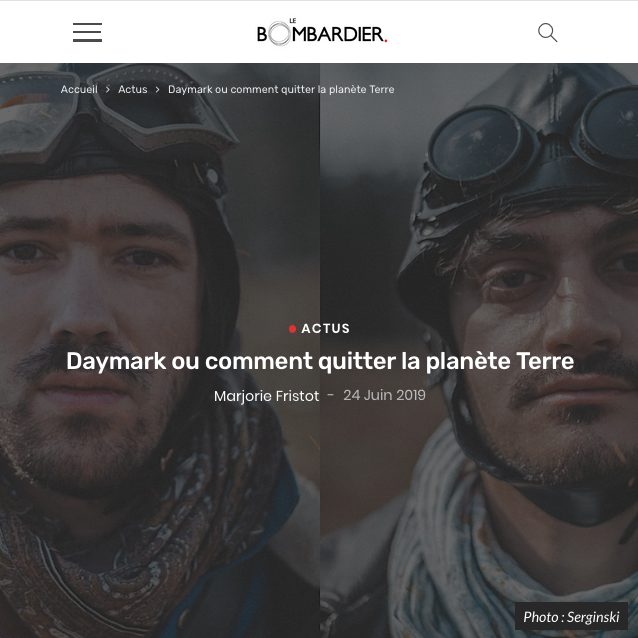 LE
BOMBARDIER.
Accueil > Actus > Daymark ou comment quitter la planète Terre
ACTUS
Daymark ou comment quitter la planète Terre
Marjorie Fristot - 24 Juin 2019
Photo : Serginski